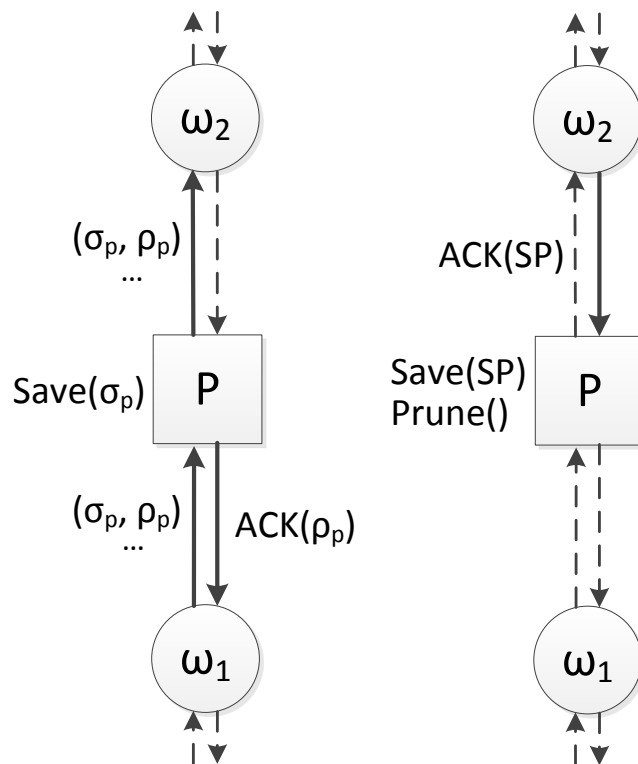 ω₂
(σₚ, ρₚ)
...
Save(σₚ)
P
(σₚ, ρₚ)
...
ACK(ρₚ)
ω₁
ω₂
ACK(SP)
Save(SP)
Prune()
P
ω₁